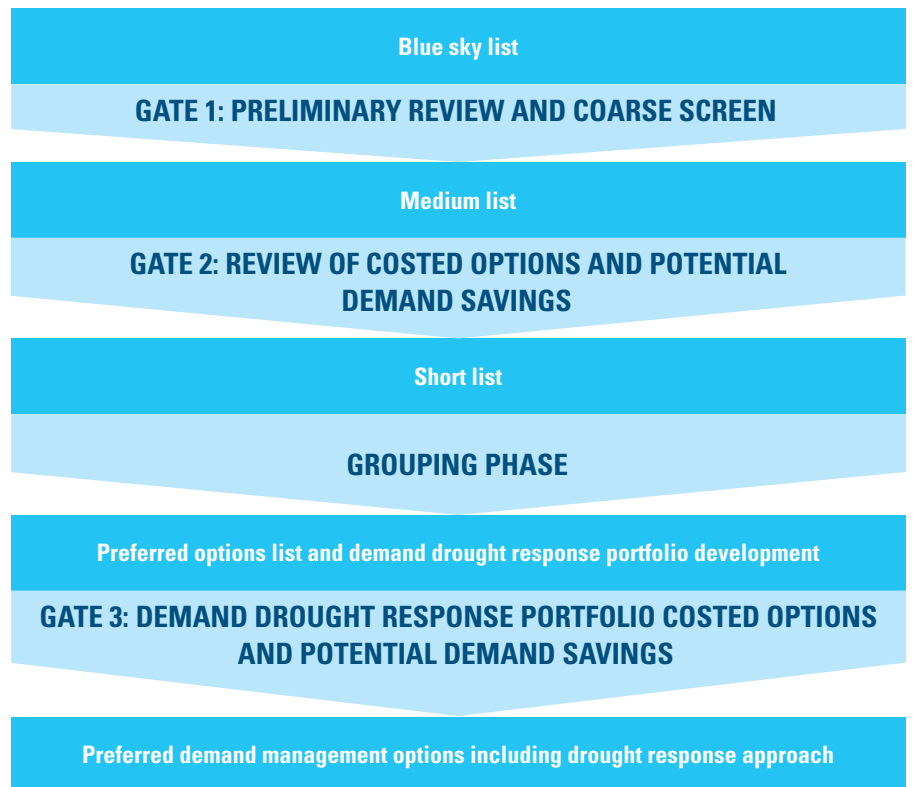 Blue sky list
GATE 1: PRELIMINARY REVIEW AND COARSE SCREEN
Medium list
GATE 2: REVIEW OF COSTED OPTIONS AND POTENTIAL
DEMAND SAVINGS
Short list
GROUPING PHASE
Preferred options list and demand drought response portfolio development
GATE 3: DEMAND DROUGHT RESPONSE PORTFOLIO COSTED OPTIONS
AND POTENTIAL DEMAND SAVINGS
Preferred demand management options including drought response approach